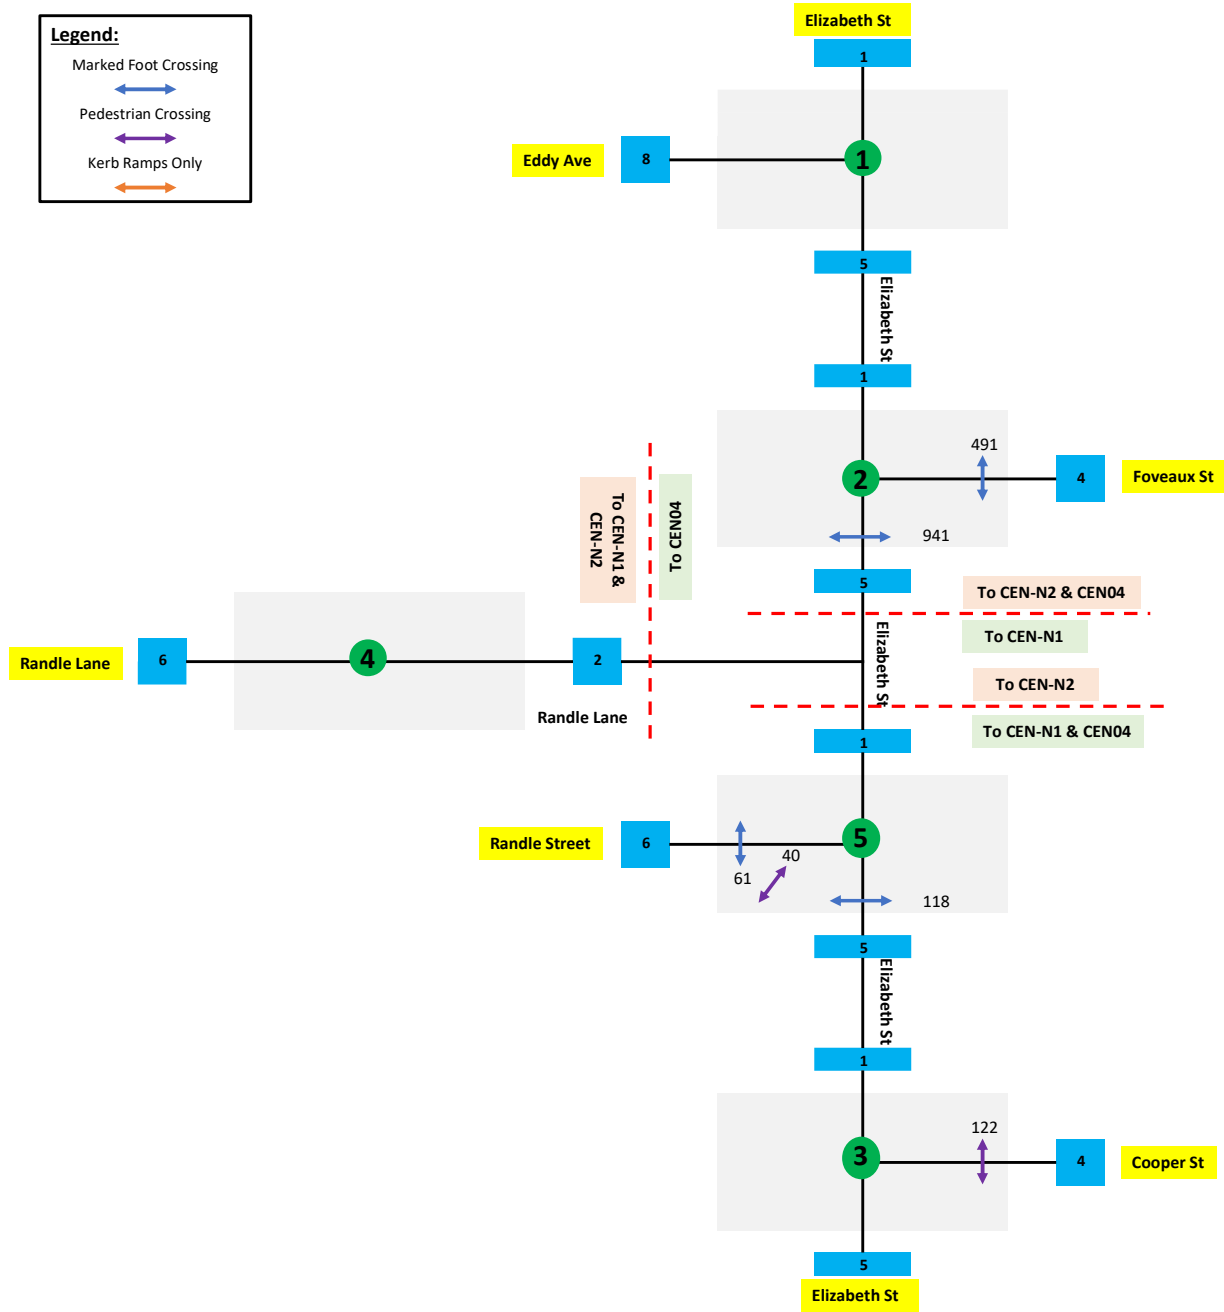 Elizabeth St
Legend:
Marked Foot Crossing
Pedestrian Crossing
Kerb Ramps Only
1
Eddy Ave
8
1
5
Elizabeth St
1
491
2
4
Foveaux St
941
To CEN-N1 &
CEN-N2
To CEN04
5
To CEN-N2 & CEN04
To CEN-N1
Elizabeth St
Randle Lane
6
4
2
To CEN-N2
Randle Lane
To CEN-N1 & CEN04
1
Randle Street
6
5
40
61
118
5
Elizabeth St
1
122
3
4
Cooper St
5
Elizabeth St